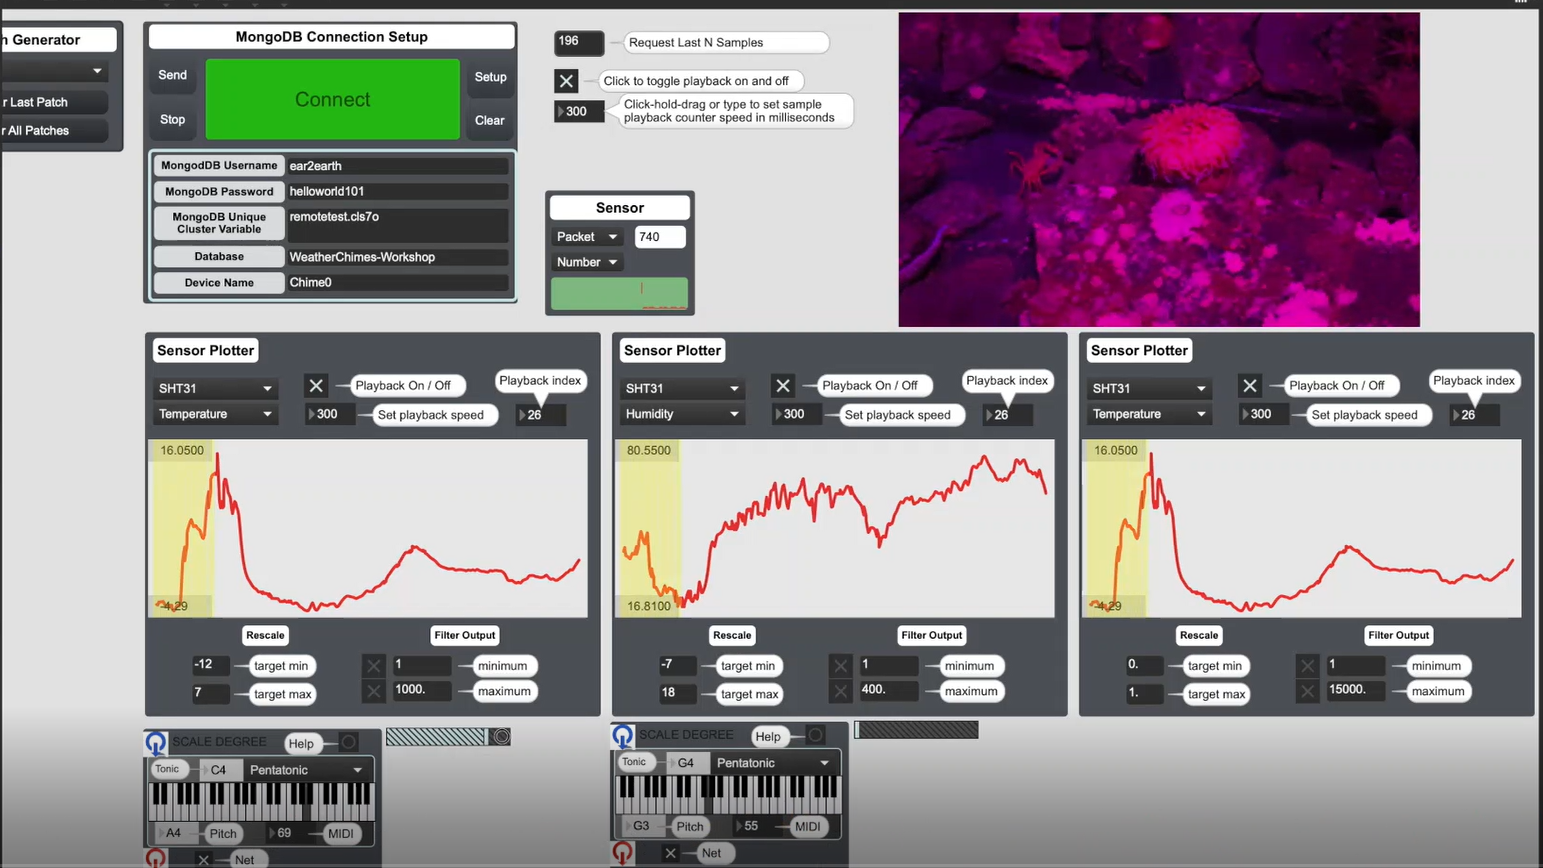 h Generator
r Last Patch
r All Patches
MongoDB Connection Setup
Send
Stop
Connect
Setup
Clear
MongodDB Username
ear2earth
MongoDB Password
helloworld101
MongoDB Unique
Cluster Variable
remotetest.cls7o
Database
WeatherChimes-Workshop
Device Name
Chime0
196
Request Last N Samples
Click to toggle playback on and off
300
Click-hold-drag or type to set sample
playback counter speed in milliseconds
Sensor
Packet
740
Number
Sensor Plotter
SHT31
Temperature
Playback On / Off
300
Set playback speed
Playback index
26
16.0500
-4.29
Rescale
-12
target min
7
target max
Filter Output
1
minimum
1000.
maximum
Sensor Plotter
SHT31
Humidity
Playback On / Off
300
Set playback speed
Playback index
26
80.5500
16.8100
Rescale
-7
target min
18
target max
Filter Output
1
minimum
400.
maximum
Sensor Plotter
SHT31
Temperature
Playback On / Off
300
Set playback speed
Playback index
26
16.0500
-4.29
Rescale
0.
target min
1.
target max
Filter Output
1
minimum
15000.
maximum
SCALE DEGREE
Help
Tonic
C4
Pentatonic
A4
Pitch
69
MIDI
Net
SCALE DEGREE
Help
Tonic
G4
Pentatonic
G3
Pitch
55
MIDI
Net